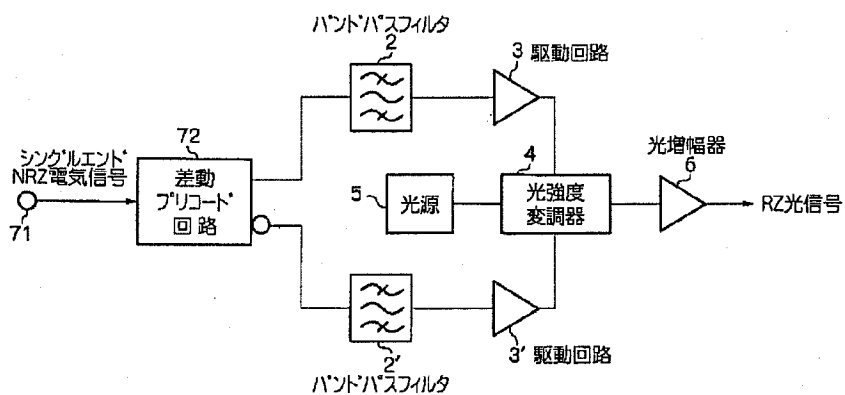 バンドパスフィルタ
2
3 駆動回路
シングルエンド
NRZ電気信号
71
72
差動
プリコード
回路
5
光源
4
光強度
変調器
光増幅器
6
RZ光信号
2'
バンドパスフィルタ
3' 駆動回路